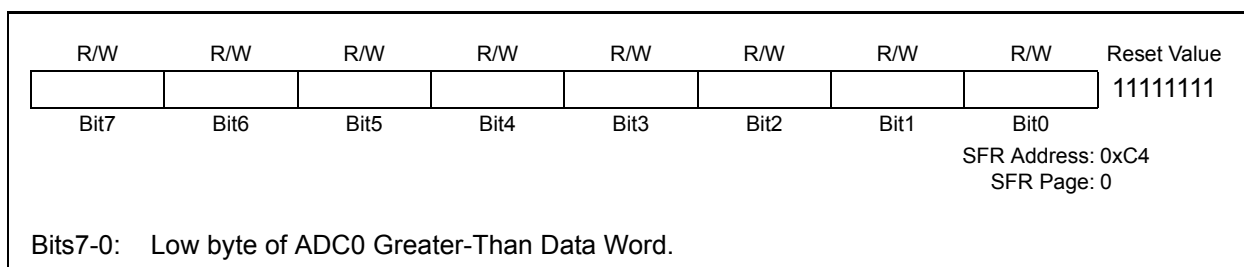 R/W R/W R/W R/W R/W R/W R/W R/W Reset Value
11111111
Bit7 Bit6 Bit5 Bit4 Bit3 Bit2 Bit1 Bit0
SFR Address: 0xC4
SFR Page: 0
Bits7-0: Low byte of ADC0 Greater-Than Data Word.